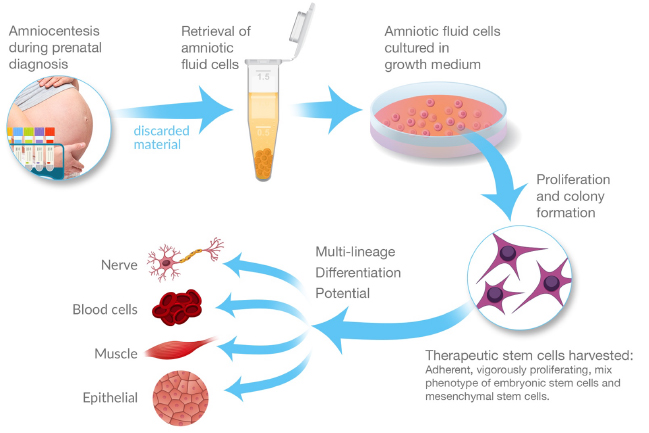 Amniocentesis
during prenatal
diagnosis
Retrieval of
amniotic
fluid cells
Amniotic fluid cells
cultured in
growth medium
discarded
material
1.5
Proliferation
and colony
formation
Multi-lineage
Differentiation
Potential
Nerve
Blood cells
Muscle
Epithelial
Therapeutic stem cells harvested:
Adherent, vigorously proliferating, mix
phenotype of embryonic stem cells and
mesenchymal stem cells.